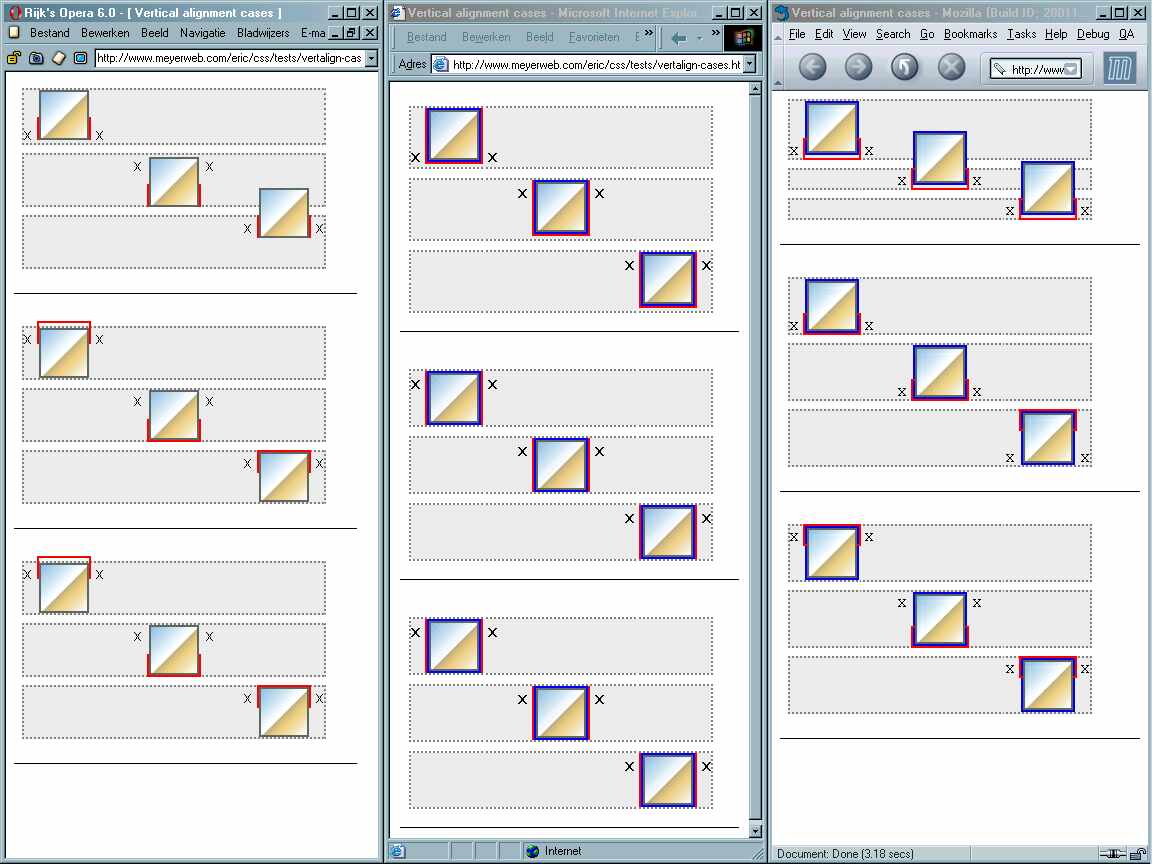 Rijk's Opera 6.0 - [ Vertical alignment cases ]
Bestand Bewerken Beeld Navigatie Bladwijzers E-ma
http://www.meyerweb.com/eric/css/tests/vertalign-cas
x x
x x
x x
x x
x x
x x
x x
x x
x x
Vertical alignment cases - Microsoft Internet Explor
Bestand Bewerken Beeld Favorieten E »  »
Adres http://www.meyerweb.com/eric/css/tests/vertalign-cases.ht
x x
x x
x x
x x
x x
x x
x x
x x
x x
Internet
Vertical alignment cases - Mozilla {Build ID: 20011
File Edit View Search Go Bookmarks Tasks Help Debug QA
http://www
x x
x x
x x
x x
x x
x x
x x
x x
x x
Document: Done (3.18 secs)